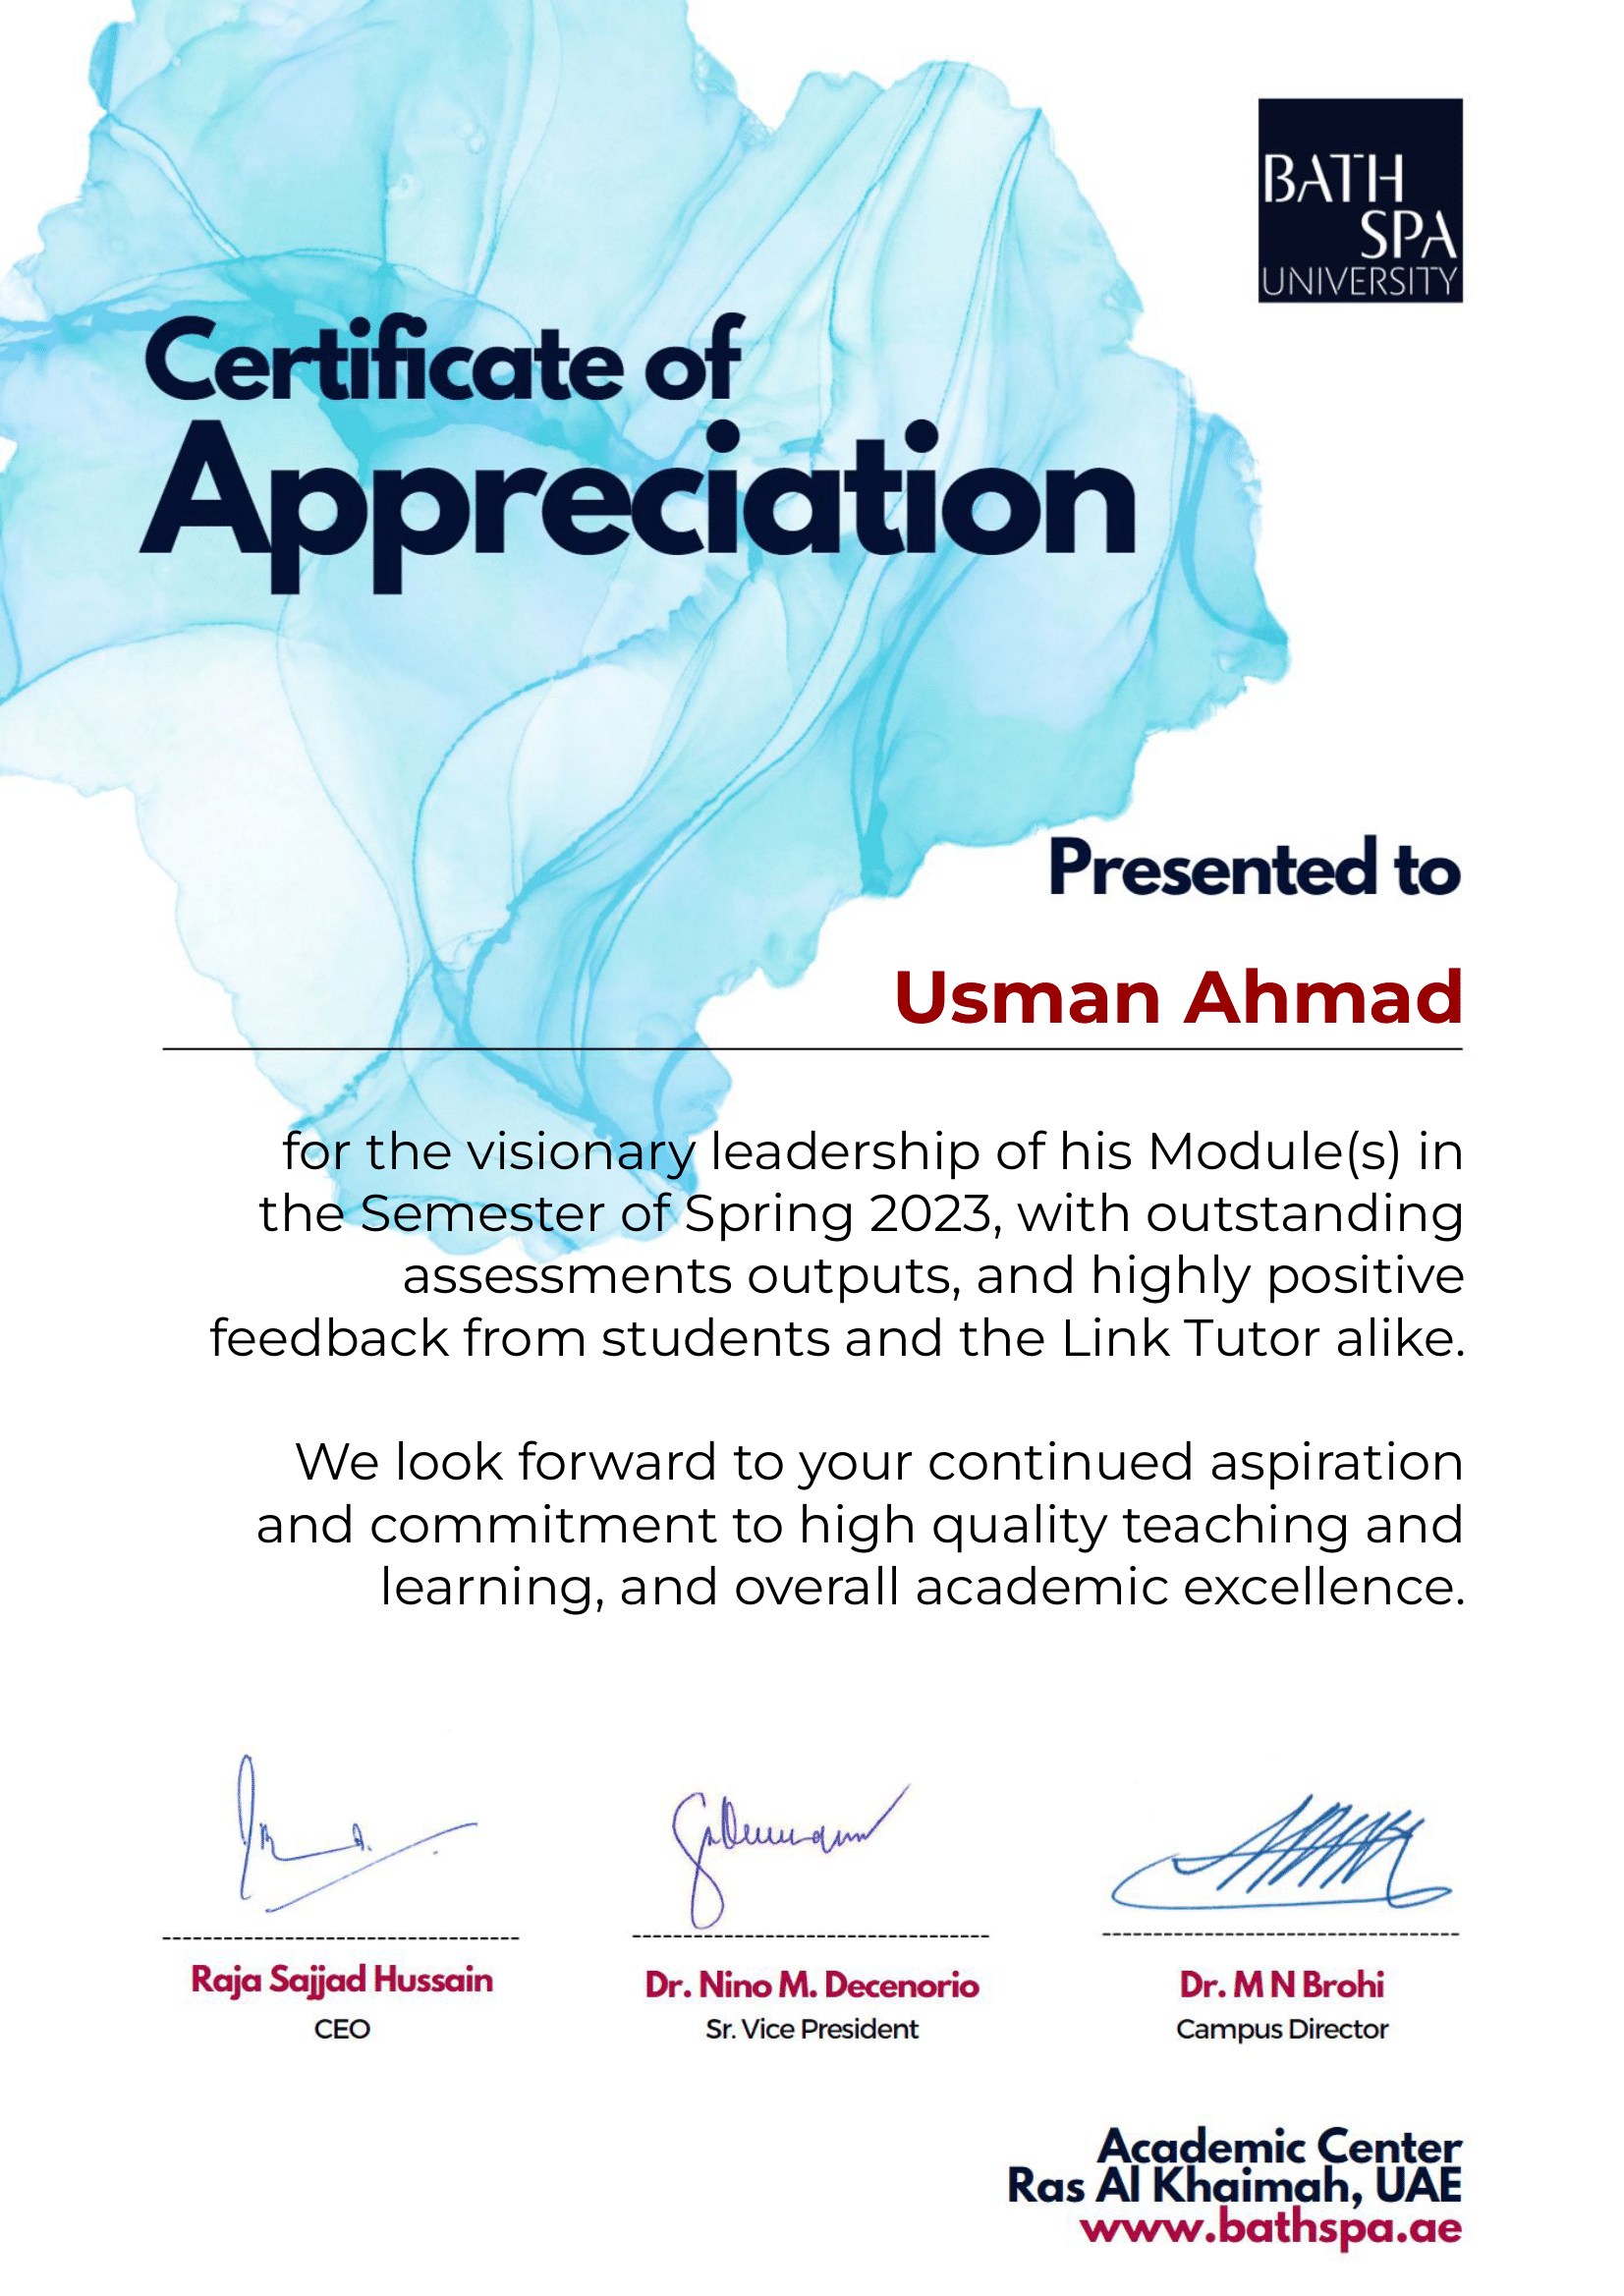 BATH
SPA
UNIVERSITY
Certificate of
Appreciation
Presented to
Usman Ahmad
for the visionary leadership of his Module(s) in
the Semester of Spring 2023, with outstanding
assessments outputs, and highly positive
feedback from students and the Link Tutor alike.
We look forward to your continued aspiration
and commitment to high quality teaching and
learning, and overall academic excellence.
Raja Sajjad Hussain
CEO
Dr. Nino M. Decenorio
Sr. Vice President
Dr. M N Brohi
Campus Director
Academic Center
Ras Al Khaimah, UAE
www.bathspa.ae